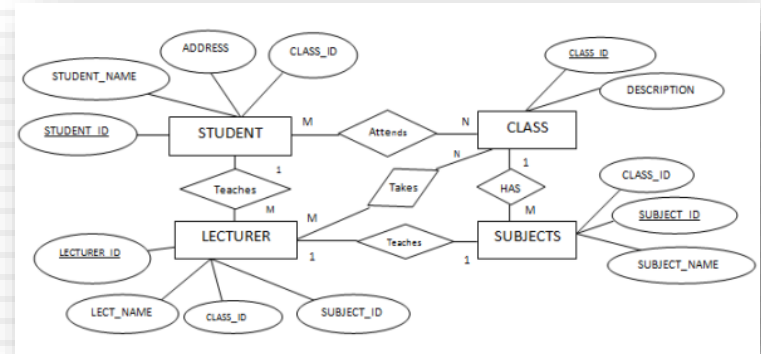 ADDRESS
CLASS_ID
CLASS_ID
STUDENT_NAME
DESCRIPTION
STUDENT_ID
STUDENT
M
Attends
N
CLASS
1
Teaches
M
N
Takes
M
1
HAS
M
CLASS_ID
SUBJECT_ID
SUBJECT_NAME
LECTURER
1
Teaches
1
SUBJECTS
LECTURER_ID
LECT_NAME
CLASS_ID
SUBJECT_ID